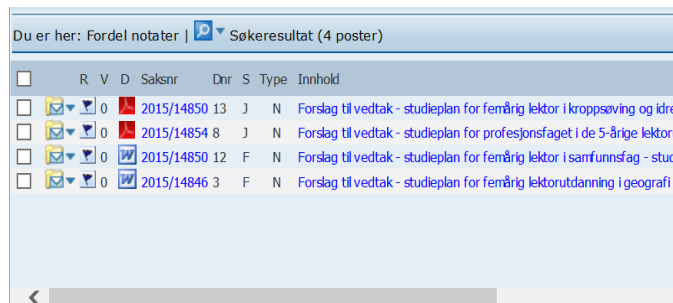 Du er her: Fordel notater | Søkeresultat (4 poster)
R V D Saksnr Dnr S Type Innhold
0 2015/14850 13 J N Forslag til vedtak - studieplan for femårig lektor i kroppsøving og idre
0 2015/14854 8 J N Forslag til vedtak - studieplan for profesjonsfaget i de 5-årige lektor
0 W 2015/14850 12 F N Forslag til vedtak - studieplan for femårig lektor i samfunnsfag - stud
0 W 2015/14846 3 F N Forslag til vedtak - studieplan for femårig lektorutdanning i geografi